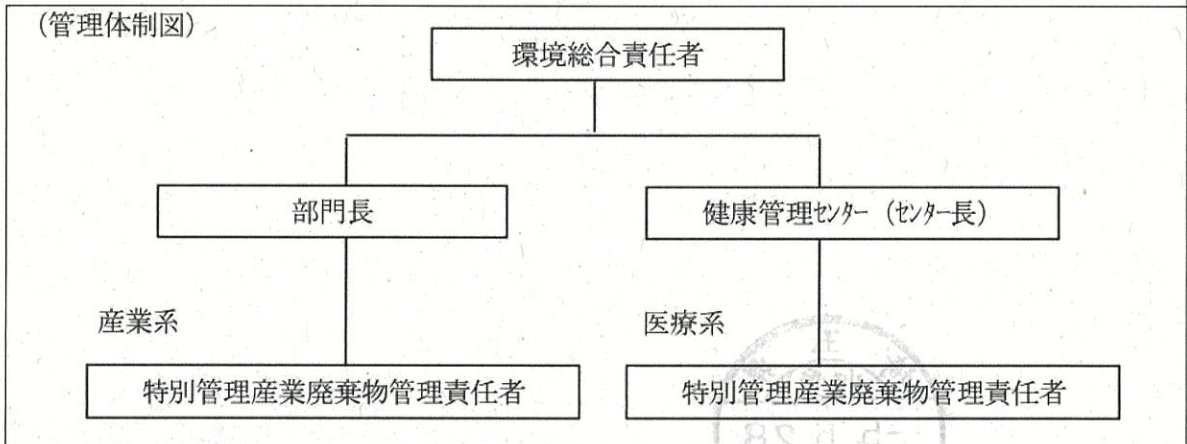 （管理体制図）
環境総合責任者
部門長
健康管理ｾﾝﾀｰ（ｾﾝﾀｰ長）
産業系
医療系
特別管理産業廃棄物管理責任者
特別管理産業廃棄物管理責任者